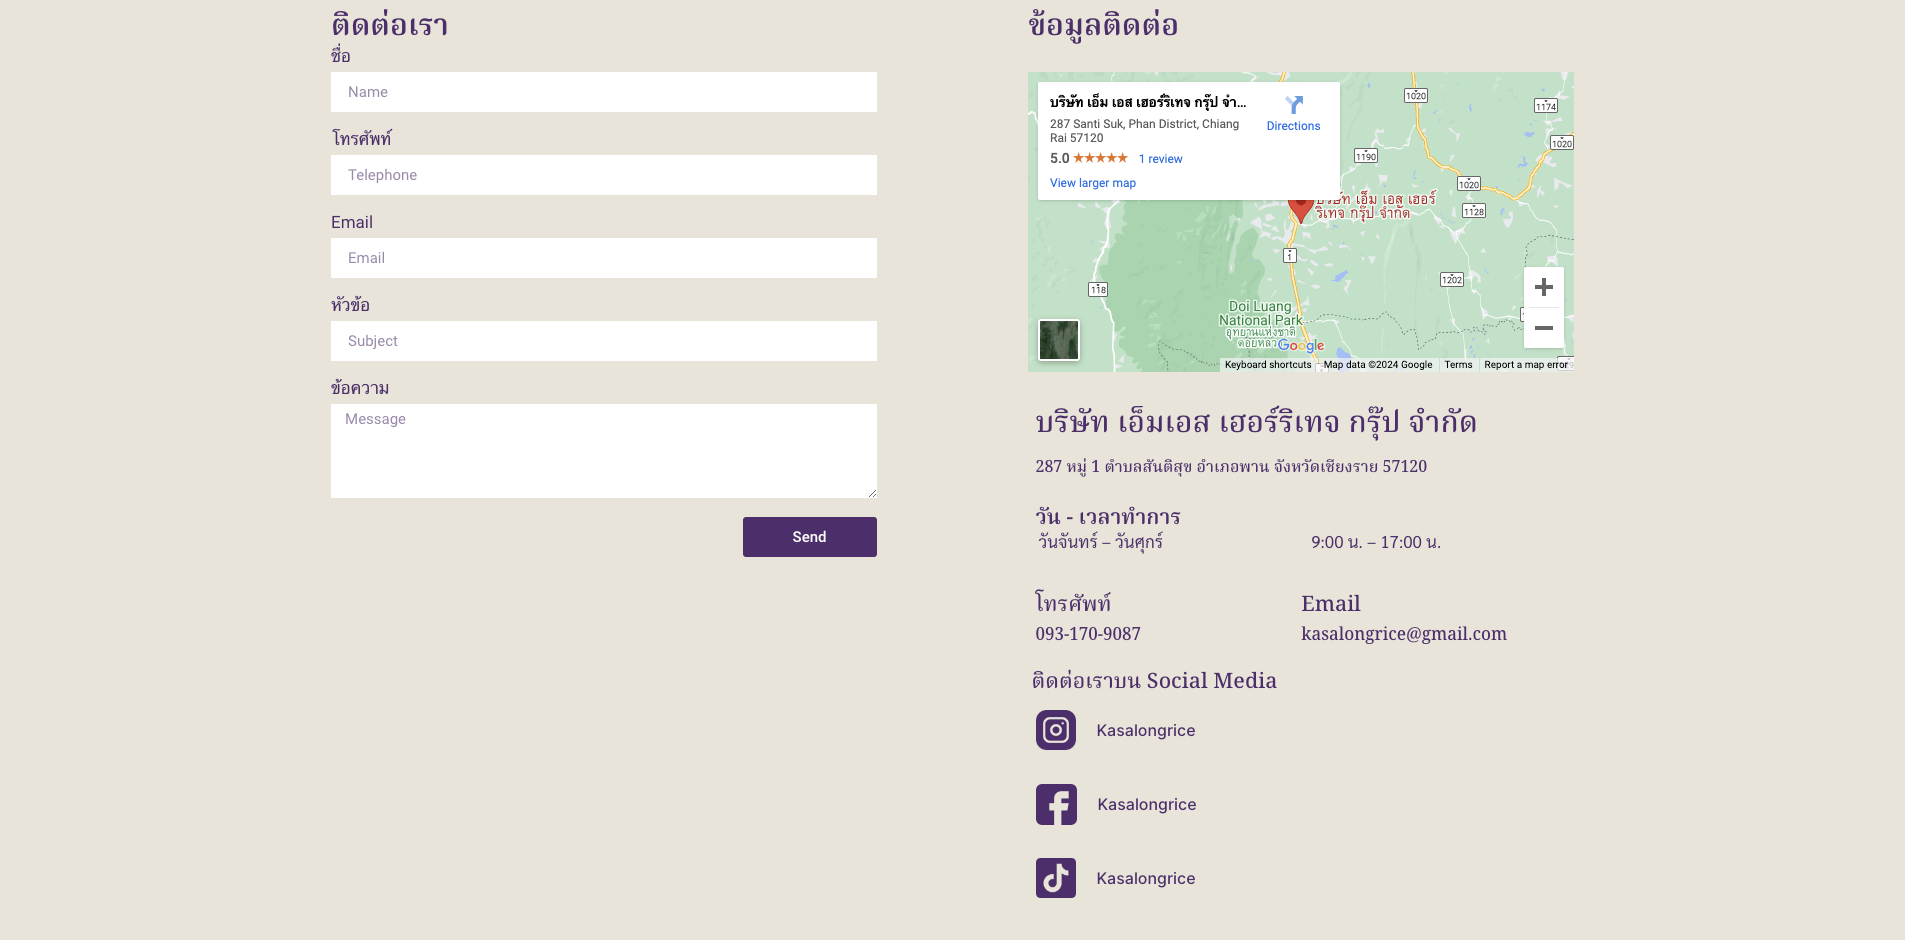 ติดต่อเรา
ชื่อ
Name
โทรศัพท์
Telephone
Email
Email
หัวข้อ
Subject
ข้อความ
Message
Send
ข้อมูลติดต่อ
บริษัท เอ็ม เอส เฮอร์ริเทจ กรุ๊ป จำ...
Directions
287 Santi Suk, Phan District, Chiang
Rai 57120
5.0 ★★★★★ 1 review
View larger map
1020
1174
1020
1190
1020
1128
บริษัท เอ็ม เอส เฮอร์
ริเทจ กรุ๊ป จำกัด
1
118
1202
Doi Luang
National Park
อุทยานแห่งชาติ
ดอยหลวง
Google
Keyboard shortcuts
Map data ©2024 Google
Terms
Report a map error
บริษัท เอ็มเอส เฮอร์ริเทจ กรุ๊ป จำกัด
287 หมู่ 1 ตำบลสันติสุข อำเภอพาน จังหวัดเชียงราย 57120
วัน - เวลาทำการ
วันจันทร์ – วันศุกร์ 9:00 น. – 17:00 น.
โทรศัพท์ Email
093-170-9087 kasalongrice@gmail.com
ติดต่อเราบน Social Media
Kasalongrice
Kasalongrice
Kasalongrice